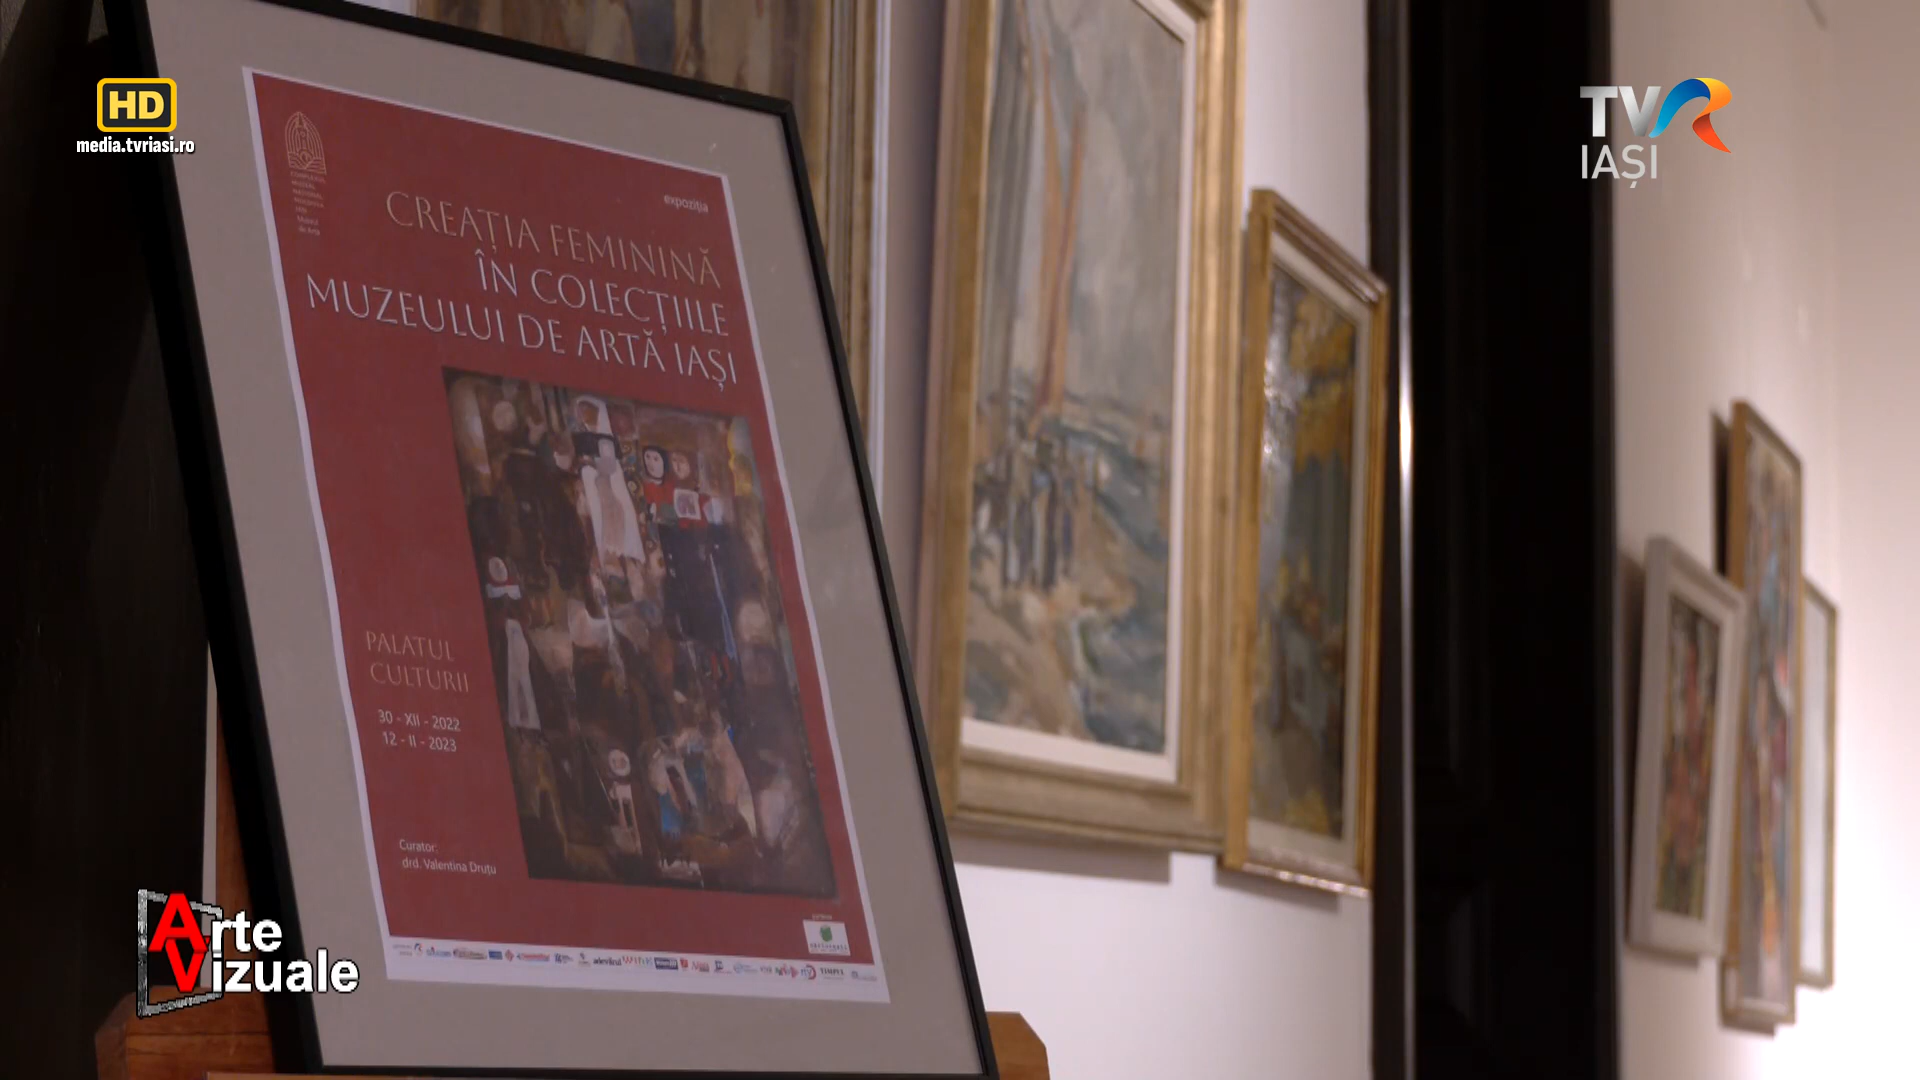 HD
media.tvriasi.ro
TVR
IAȘI
expoziția
CREAȚIA FEMININĂ
ÎN COLECȚIILE
MUZEULUI DE ARTĂ IAȘI
PALATUL
CULTURII
30 - XII - 2022
12 - II - 2023
Curator:
drd. Valentina Druțu
Arte
Vizuale